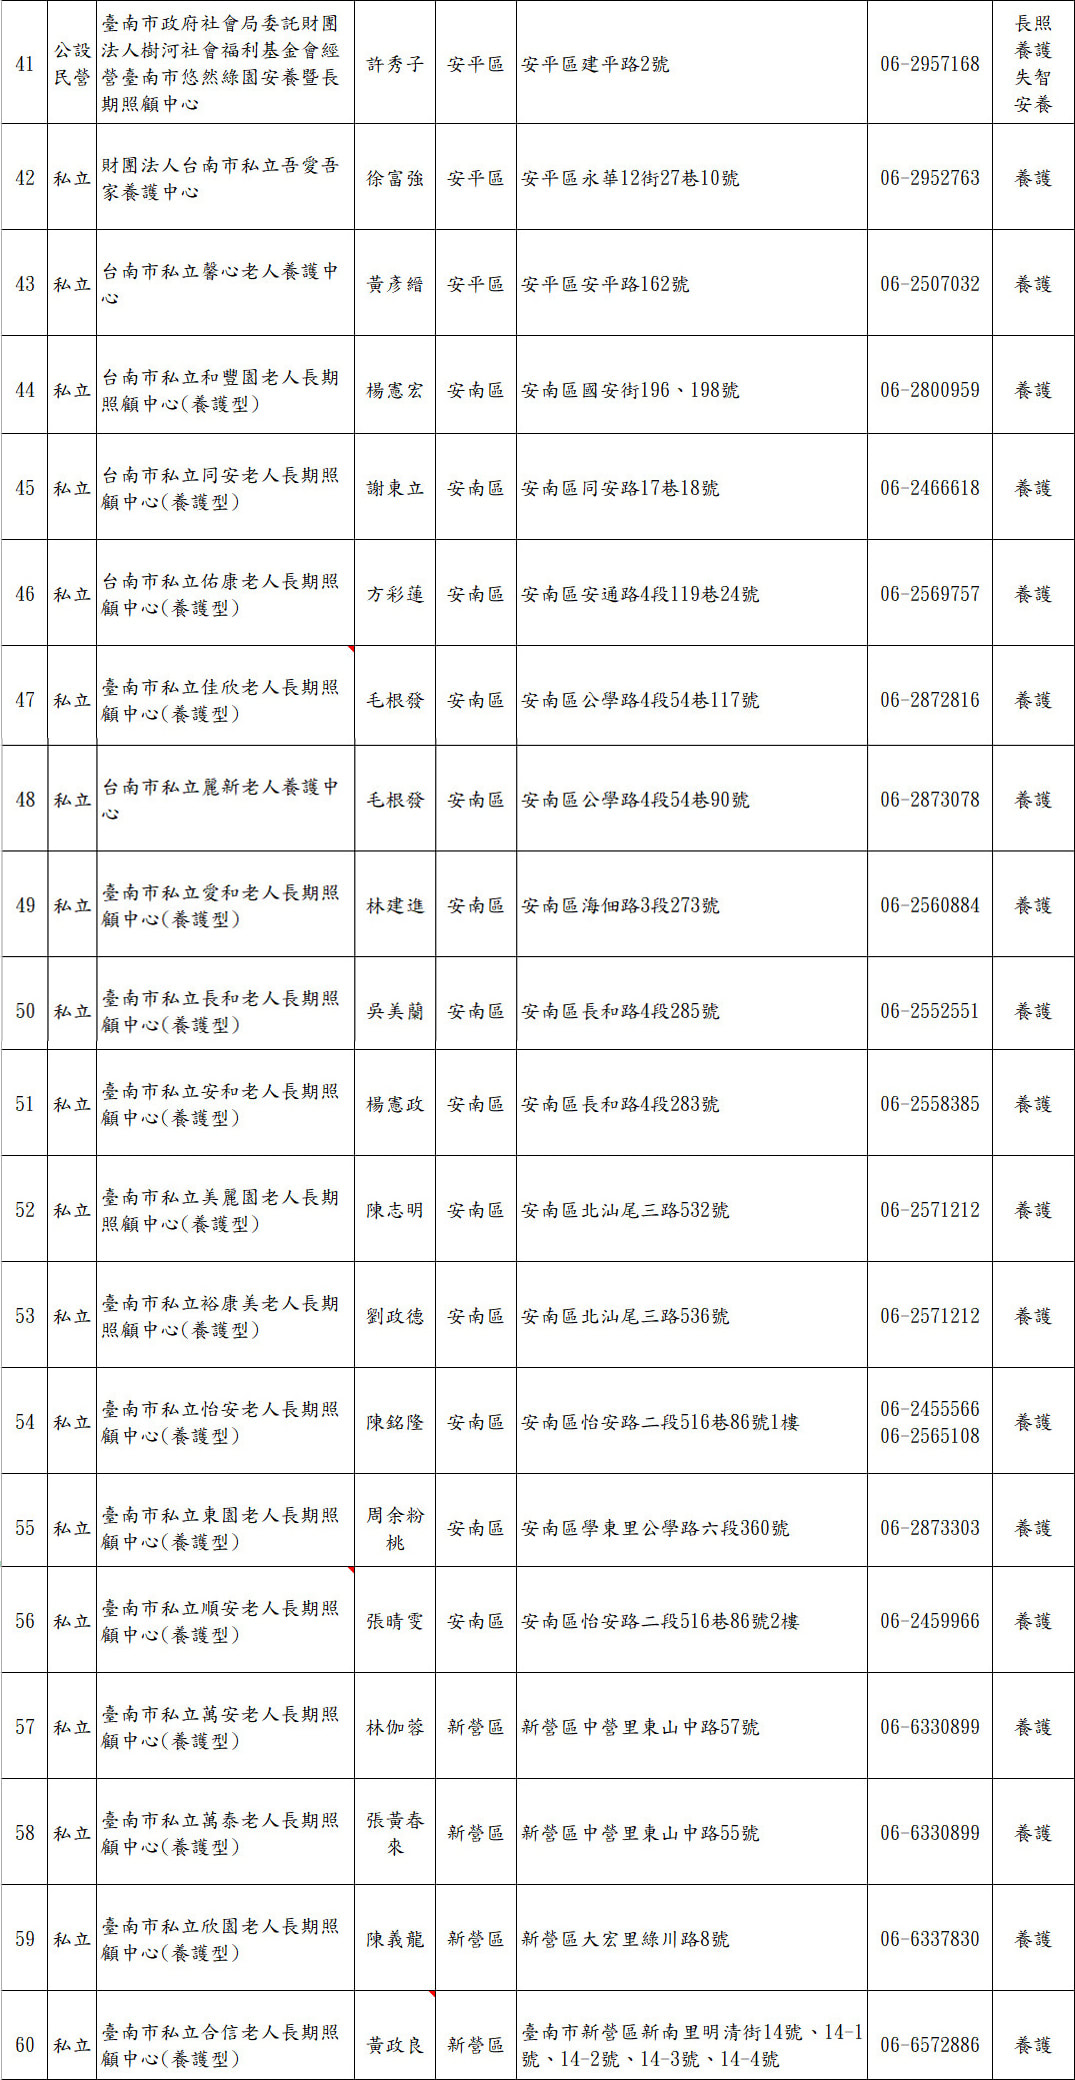 41 公設民營 臺南市政府社會局委託財團法人樹河社會福利基金會經營臺南市悠然綠園安養暨長期照顧中心 許秀子 安平區 安平區建平路2號 06-2957168 長照 養護 失智 安養
42 私立 財團法人台南市私立吾愛吾家養護中心 徐富強 安平區 安平區永華12街27巷10號 06-2952763 養護
43 私立 台南市私立馨心老人養護中心 黃彥縉 安平區 安平區安平路162號 06-2507032 養護
44 私立 台南市私立和豐園老人長期照顧中心(養護型) 楊憲宏 安南區 安南區國安街196、198號 06-2800959 養護
45 私立 台南市私立同安老人長期照顧中心(養護型) 謝東立 安南區 安南區同安路17巷18號 06-2466618 養護
46 私立 台南市私立佑康老人長期照顧中心(養護型) 方彩蓮 安南區 安南區安通路4段119巷24號 06-2569757 養護
47 私立 臺南市私立佳欣老人長期照顧中心(養護型) 毛根發 安南區 安南區公學路4段54巷117號 06-2872816 養護
48 私立 台南市私立麗新老人養護中心 毛根發 安南區 安南區公學路4段54巷90號 06-2873078 養護
49 私立 臺南市私立愛和老人長期照顧中心(養護型) 林建進 安南區 安南區海佃路3段273號 06-2560884 養護
50 私立 臺南市私立長和老人長期照顧中心(養護型) 吳美蘭 安南區 安南區長和路4段285號 06-2552551 養護
51 私立 臺南市私立安和老人長期照顧中心(養護型) 楊憲政 安南區 安南區長和路4段283號 06-2558385 養護
52 私立 臺南市私立美麗園老人長期照顧中心(養護型) 陳志明 安南區 安南區北汕尾三路532號 06-2571212 養護
53 私立 臺南市私立裕康美老人長期照顧中心(養護型) 劉政德 安南區 安南區北汕尾三路536號 06-2571212 養護
54 私立 臺南市私立怡安老人長期照顧中心(養護型) 陳銘隆 安南區 安南區怡安路二段516巷86號1樓 06-2455566 06-2565108 養護
55 私立 臺南市私立東園老人長期照顧中心(養護型) 周余粉桃 安南區 安南區學東里公學路六段360號 06-2873303 養護
56 私立 臺南市私立順安老人長期照顧中心(養護型) 張晴雯 安南區 安南區怡安路二段516巷86號2樓 06-2459966 養護
57 私立 臺南市私立萬安老人長期照顧中心(養護型) 林伽蓉 新營區 新營區中營里東山中路57號 06-6330899 養護
58 私立 臺南市私立萬泰老人長期照顧中心(養護型) 張黃春來 新營區 新營區中營里東山中路55號 06-6330899 養護
59 私立 臺南市私立欣園老人長期照顧中心(養護型) 陳義龍 新營區 新營區大宏里綠川路8號 06-6337830 養護
60 私立 臺南市私立合信老人長期照顧中心(養護型) 黃政良 新營區 臺南市新營區新南里明清街14號、14-1號、14-2號、14-3號、14-4號 06-6572886 養護